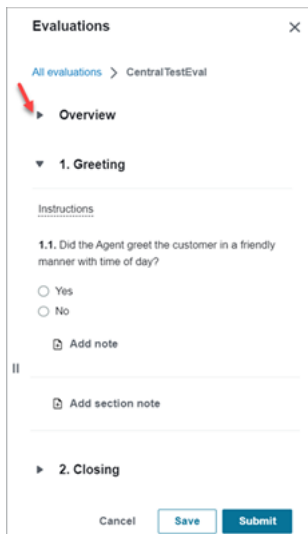 Evaluations
All evaluations > CentralTestEval
Overview
1. Greeting
Instructions
1.1. Did the Agent greet the customer in a friendly
manner with time of day?
Yes
No
Add note
Add section note
2. Closing
Cancel Save Submit